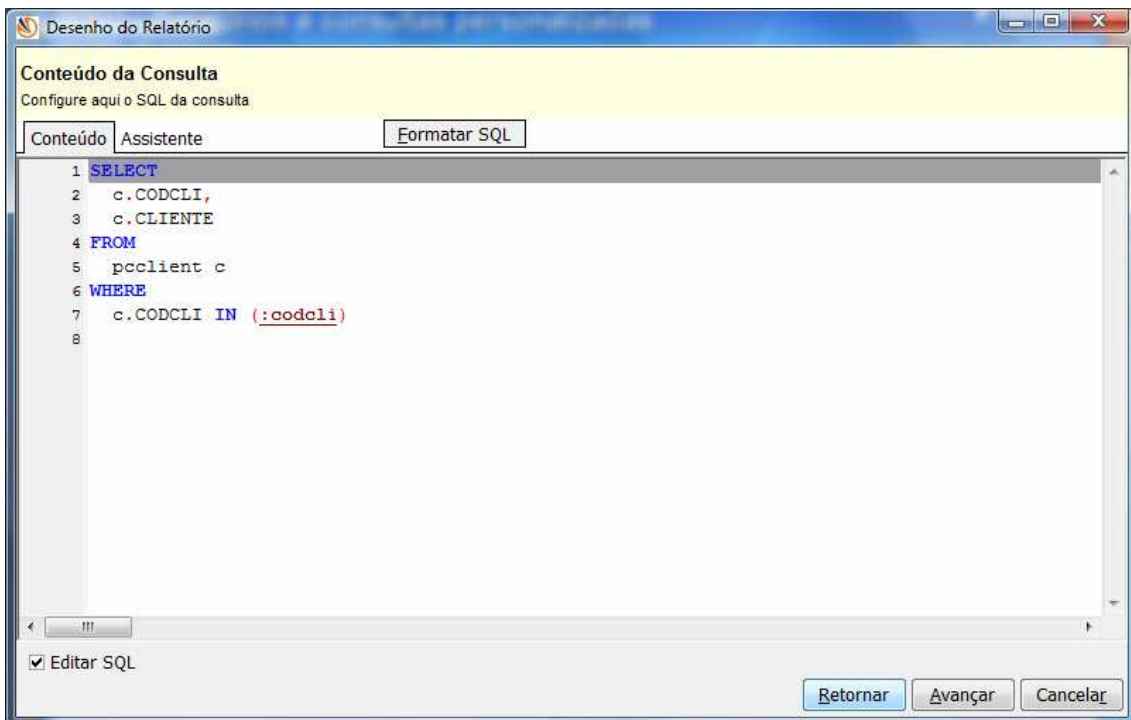 Desenho do Relatório
Conteúdo da Consulta
Configure aqui o SQL da consulta
Conteúdo Assistente Formatar SQL
1 SELECT
2 c.CODCLI,
3 c.CLIENTE
4 FROM
5 pcclient c
6 WHERE
7 c.CODCLI IN (:codcli)
8
Editar SQL
Retornar Avançar Cancelar